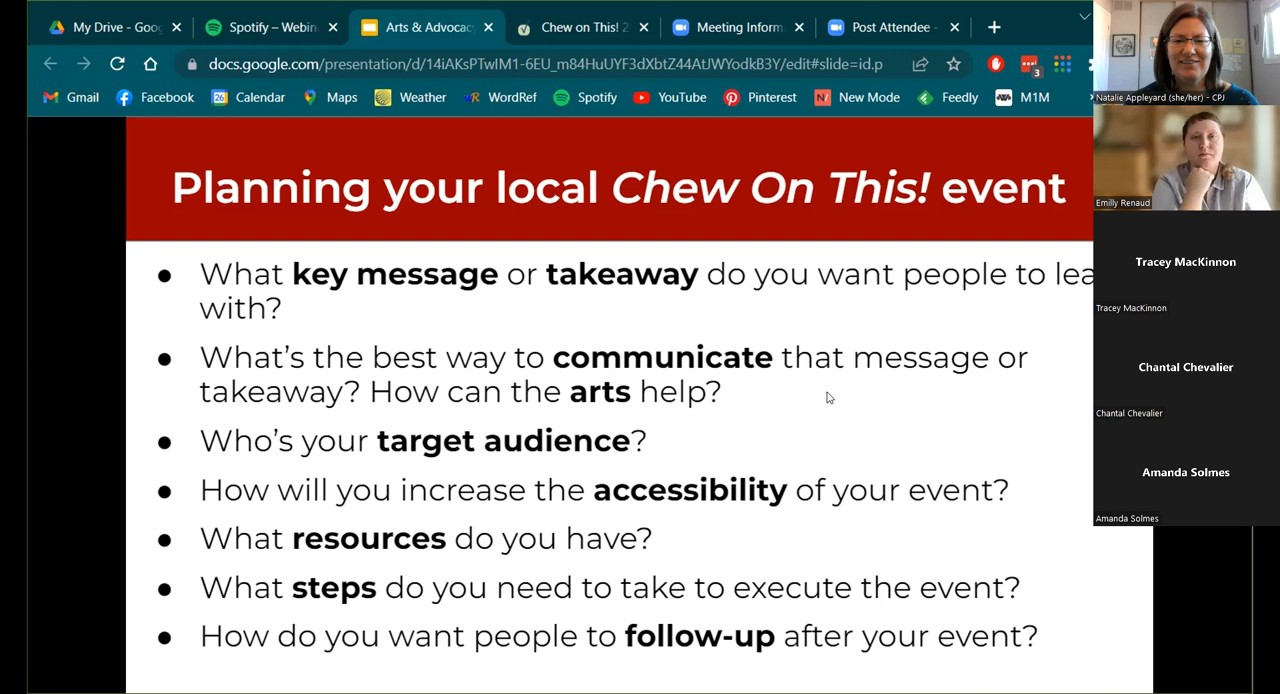 My Drive - Goog
Spotify – Webin
Arts & Advocac
Chew on This! 2
Meeting Inform
Post Attendee -
docs.google.com/presentation/d/14iAKsPTwIM1-6EU_m84HuUYF3dXbtZ44AtJWYodkB3Y/edit#slide=id.p
3
Gmail
Facebook
26
Calendar
Maps
Weather
WordRef
Spotify
YouTube
Pinterest
New Mode
Feedly
M1M
Planning your local Chew On This! event
• What key message or takeaway do you want people to lea
with?
• What's the best way to communicate that message or
takeaway? How can the arts help?
• Who's your target audience?
• How will you increase the accessibility of your event?
• What resources do you have?
• What steps do you need to take to execute the event?
• How do you want people to follow-up after your event?
Natalie Appleyard (she/her) - CPJ
Emilly Renaud
Tracey MacKinnon
Tracey MacKinnon
Chantal Chevalier
Chantal Chevalier
Amanda Solmes
Amanda Solmes